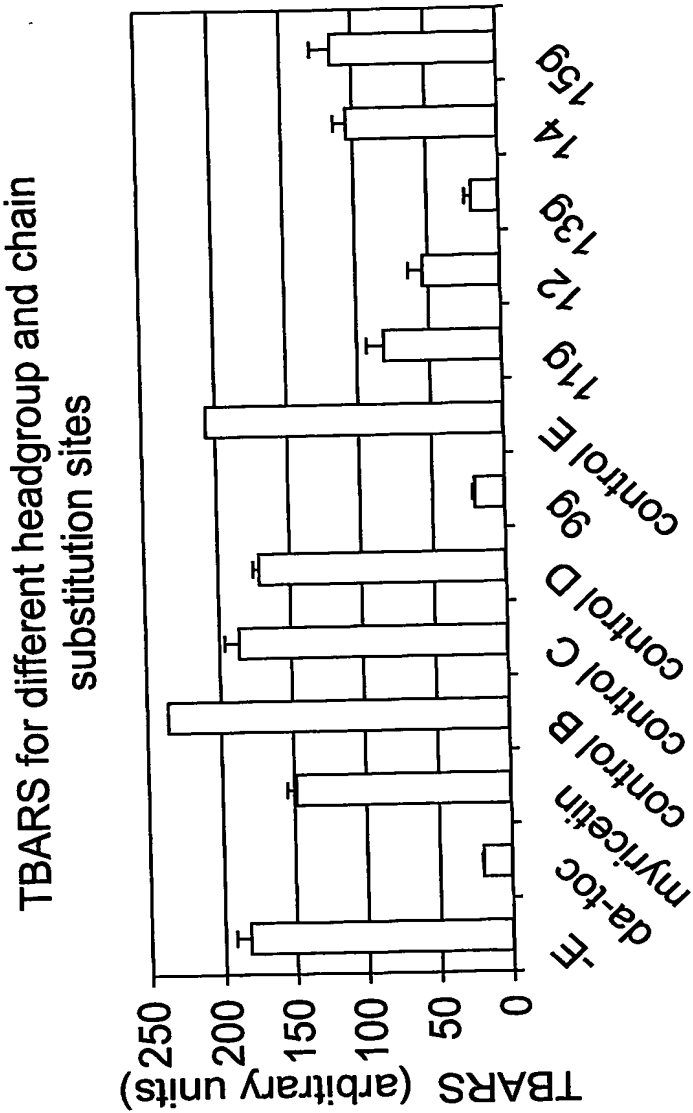 TBARS for different headgroup and chain
substitution sites
TBARS (arbitrary units)
250
200
150
100
50
0
-E
da-toc
myricetin
control B
control C
control D
9g
control E
11g
12
13g
14
15g